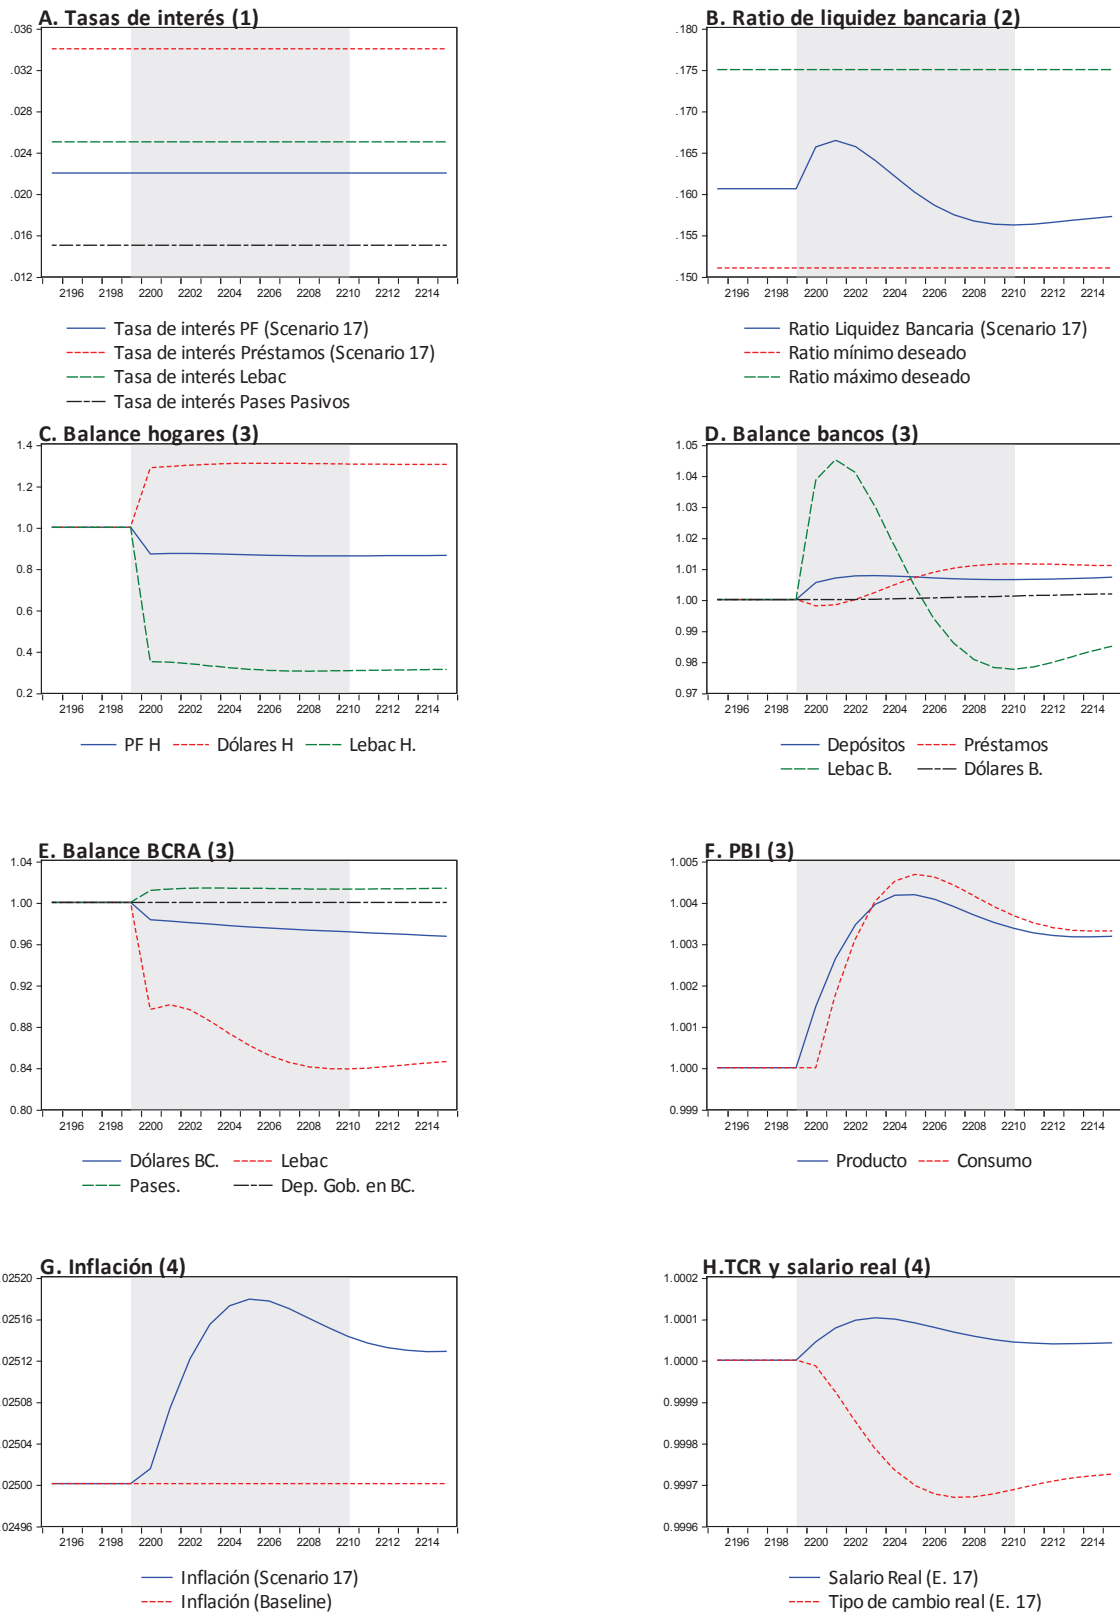 A. Tasas de interés (1)
.036
.032
.028
.024
.020
.016
.012
2196 2198 2200 2202 2204 2206 2208 2210 2212 2214
Tasa de interés PF (Scenario 17)
Tasa de interés Préstamos (Scenario 17)
Tasa de interés Lebac
Tasa de interés Pases Pasivos
B. Ratio de liquidez bancaria (2)
.180
.175
.170
.165
.160
.155
.150
2196 2198 2200 2202 2204 2206 2208 2210 2212 2214
Ratio Liquidez Bancaria (Scenario 17)
Ratio mínimo deseado
Ratio máximo deseado
C. Balance hogares (3)
1.4
1.2
1.0
0.8
0.6
0.4
0.2
2196 2198 2200 2202 2204 2206 2208 2210 2212 2214
PF H Dólares H Lebac H.
D. Balance bancos (3)
1.05
1.04
1.03
1.02
1.01
1.00
0.99
0.98
0.97
2196 2198 2200 2202 2204 2206 2208 2210 2212 2214
Depósitos Préstamos
Lebac B. Dólares B.
E. Balance BCRA (3)
1.04
1.00
0.96
0.92
0.88
0.84
0.80
2196 2198 2200 2202 2204 2206 2208 2210 2212 2214
Dólares BC. Lebac
Pases. Dep. Gob. en BC.
F. PBI (3)
1.005
1.004
1.003
1.002
1.001
1.000
0.999
2196 2198 2200 2202 2204 2206 2208 2210 2212 2214
Producto Consumo
G. Inflación (4)
.02520
.02516
.02512
.02508
.02504
.02500
.02496
2196 2198 2200 2202 2204 2206 2208 2210 2212 2214
Inflación (Scenario 17)
Inflación (Baseline)
H.TCR y salario real (4)
1.0002
1.0001
1.0000
0.9999
0.9998
0.9997
0.9996
2196 2198 2200 2202 2204 2206 2208 2210 2212 2214
Salario Real (E. 17)
Tipo de cambio real (E. 17)